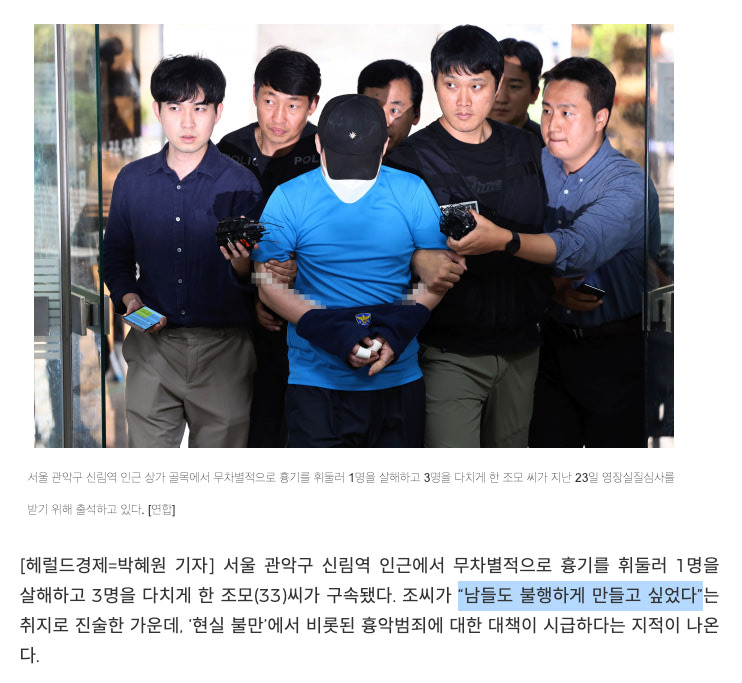 POLICE
POL
서울 관악구 신림역 인근 상가 골목에서 무차별적으로 흉기를 휘둘러 1명을 살해하고 3명을 다치게 한 조모 씨가 지난 23일 영장실질심사를
받기 위해 출석하고 있다. [연합]
[헤럴드경제=박혜원 기자] 서울 관악구 신림역 인근에서 무차별적으로 흉기를 휘둘러 1명을
살해하고 3명을 다치게 한 조모(33)씨가 구속됐다. 조씨가 “남들도 불행하게 만들고 싶었다”는
취지로 진술한 가운데, ‘현실 불만’에서 비롯된 흉악범죄에 대한 대책이 시급하다는 지적이 나온
다.